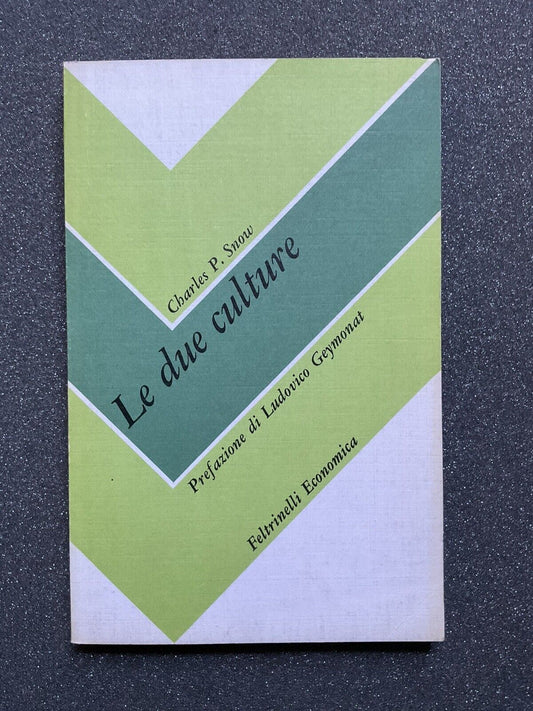 Charles P. Snow
Le due culture
Prefazione di Ludovico Geymonat
Feltrinelli Economica